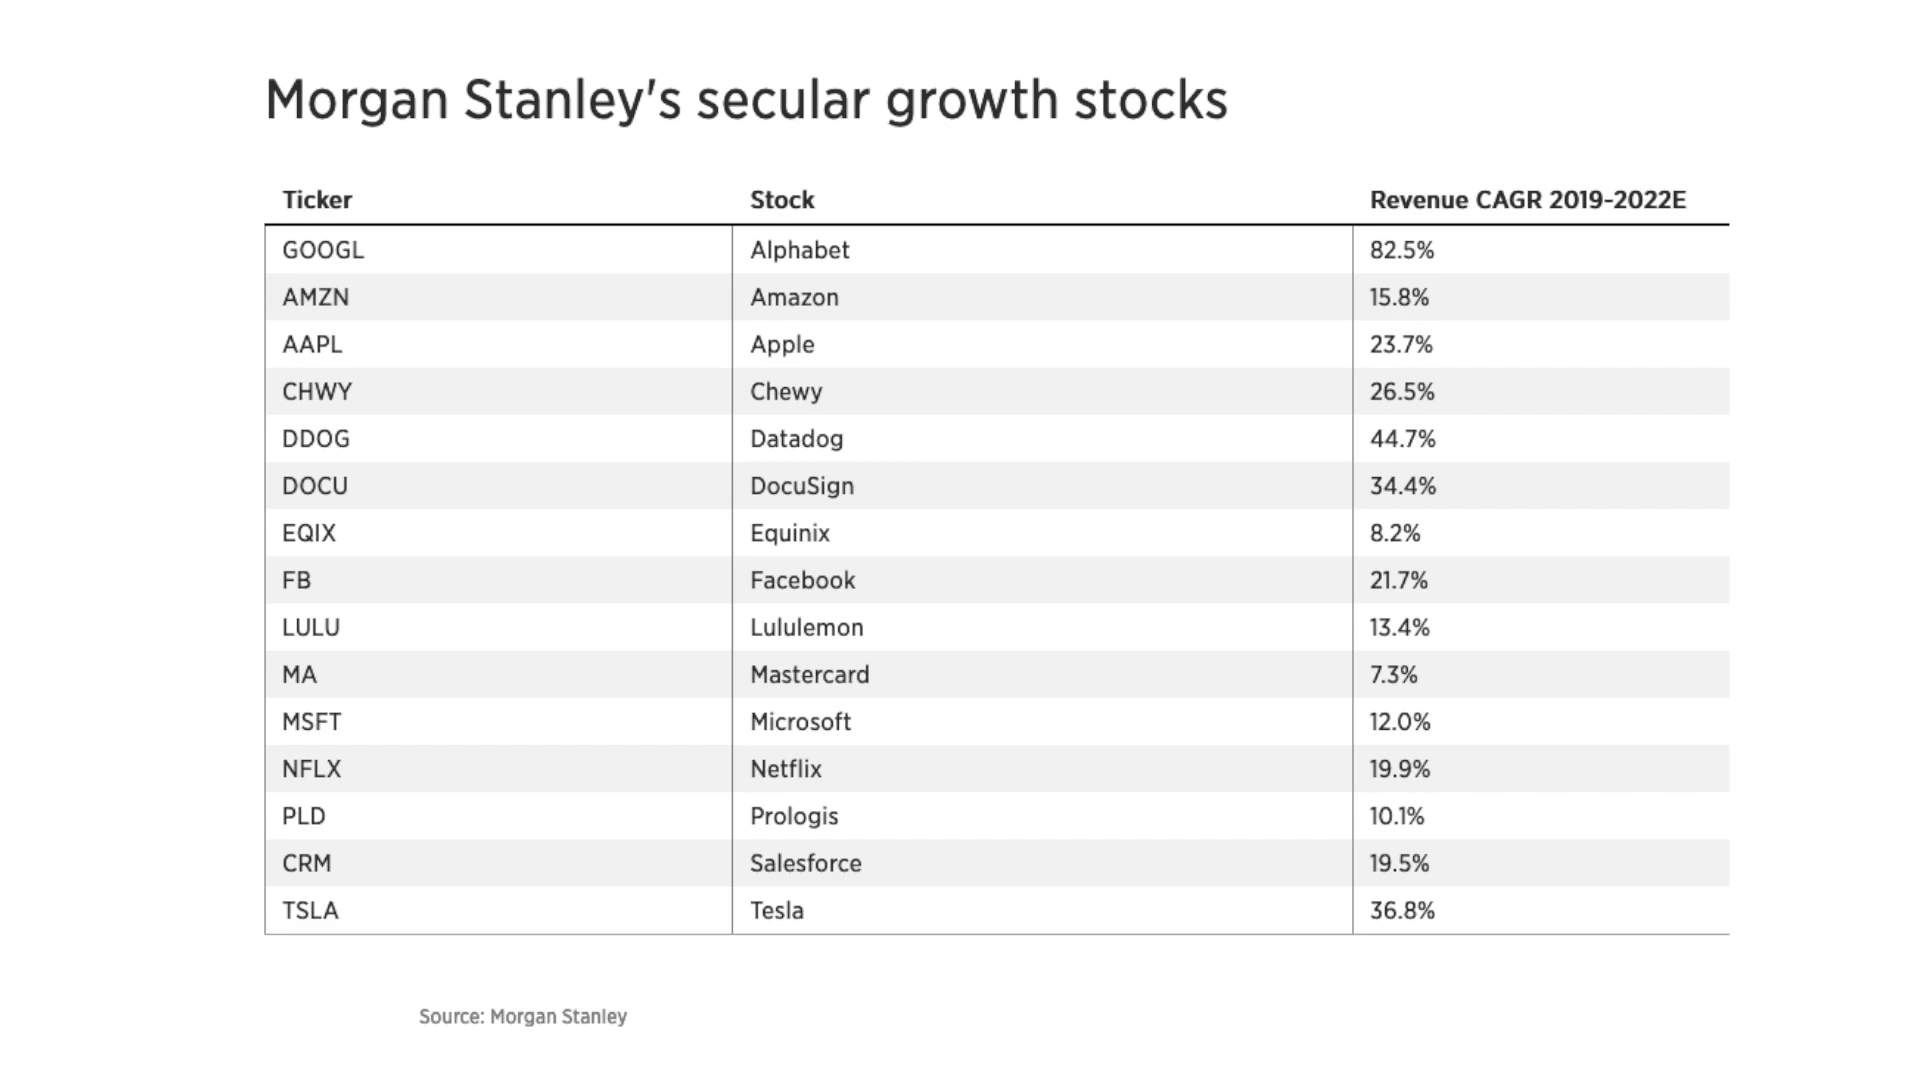 Morgan Stanley's secular growth stocks
Ticker Stock Revenue CAGR 2019-2022E
GOOGL Alphabet 82.5%
AMZN Amazon 15.8%
AAPL Apple 23.7%
CHWY Chewy 26.5%
DDOG Datadog 44.7%
DOCU DocuSign 34.4%
EQIX Equinix 8.2%
FB Facebook 21.7%
LULU Lululemon 13.4%
MA Mastercard 7.3%
MSFT Microsoft 12.0%
NFLX Netflix 19.9%
PLD Prologis 10.1%
CRM Salesforce 19.5%
TSLA Tesla 36.8%
Source: Morgan Stanley